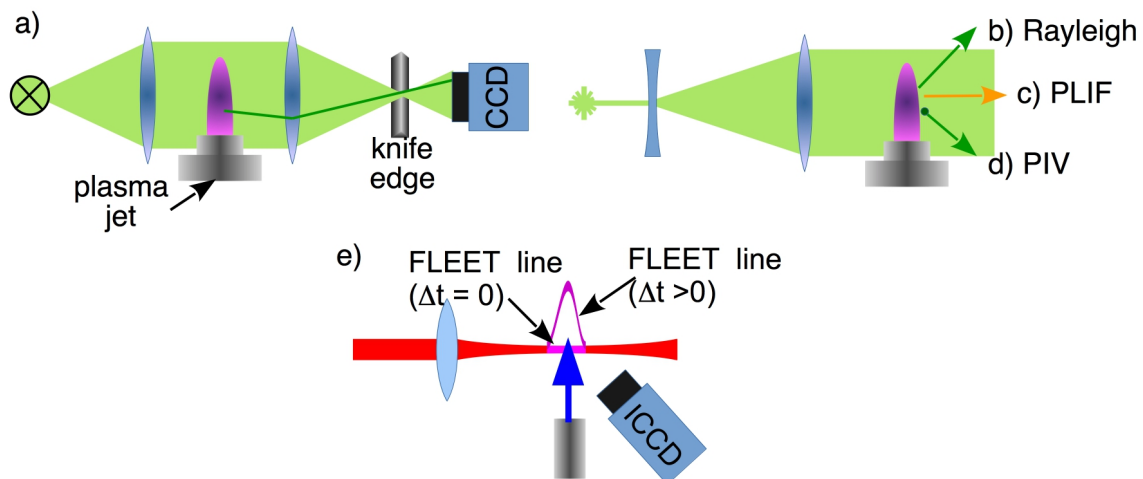 a)
CCD
knife
edge
plasma
jet
b) Rayleigh
c) PLIF
d) PIV
e)
FLEET line
(Δt = 0)
FLEET line
(Δt >0)
ICCD